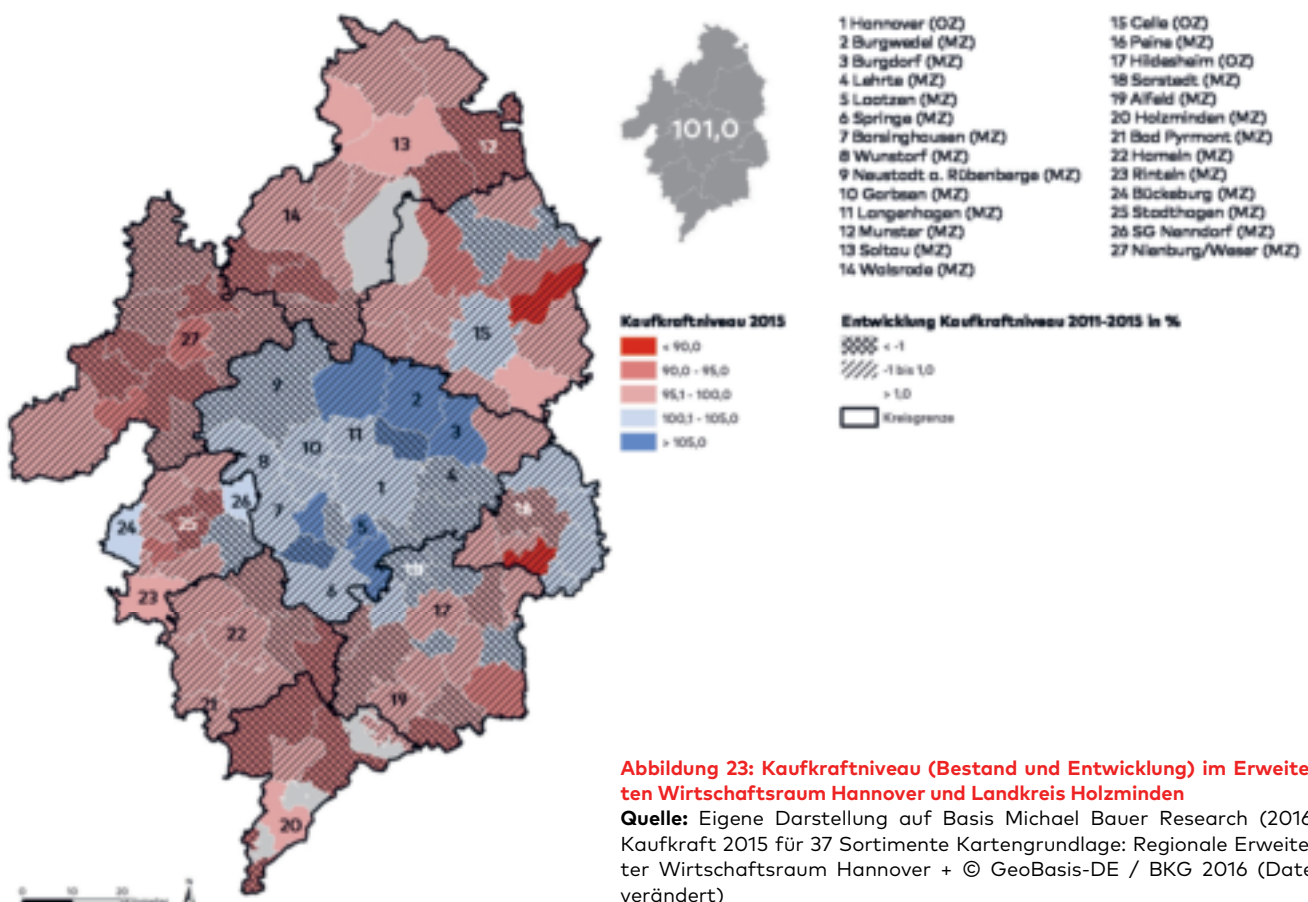 1 Hannover (OZ)
2 Burgwedel (MZ)
3 Burgdorf (MZ)
4 Lehrte (MZ)
5 Laatzen (MZ)
6 Springe (MZ)
7 Barsinghausen (MZ)
8 Wunstorf (MZ)
9 Neustadt a. Rübenberge (MZ)
10 Garbsen (MZ)
11 Langenhagen (MZ)
12 Munster (MZ)
13 Soltau (MZ)
14 Walsrode (MZ)
15 Celle (OZ)
16 Peine (MZ)
17 Hildesheim (OZ)
18 Sarstedt (MZ)
19 Alfeld (MZ)
20 Holzminden (MZ)
21 Bad Pyrmont (MZ)
22 Hameln (MZ)
23 Rinteln (MZ)
24 Bückeburg (MZ)
25 Stadthagen (MZ)
26 SG Nenndorf (MZ)
27 Nienburg/Weser (MZ)
101,0
Kaufkraftniveau 2015
< 90,0
90,0 - 95,0
95,1 - 100,0
100,1 - 105,0
> 105,0
Entwicklung Kaufkraftniveau 2011-2015 in %
< -1
-1 bis 1,0
> 1,0
Kreisgrenze
13
12
14
27
15
9
2
3
11
10
8
4
1
7
26
24
25
5
16
18
6
23
17
22
19
21
20
0 10 20
N
Abbildung 23: Kaufkraftniveau (Bestand und Entwicklung) im Erweite
ten Wirtschaftsraum Hannover und Landkreis Holzminden
Quelle: Eigene Darstellung auf Basis Michael Bauer Research (2016
Kaufkraft 2015 für 37 Sortimente Kartengrundlage: Regionale Erweite
ter Wirtschaftsraum Hannover + © GeoBasis-DE / BKG 2016 (Date
verändert)